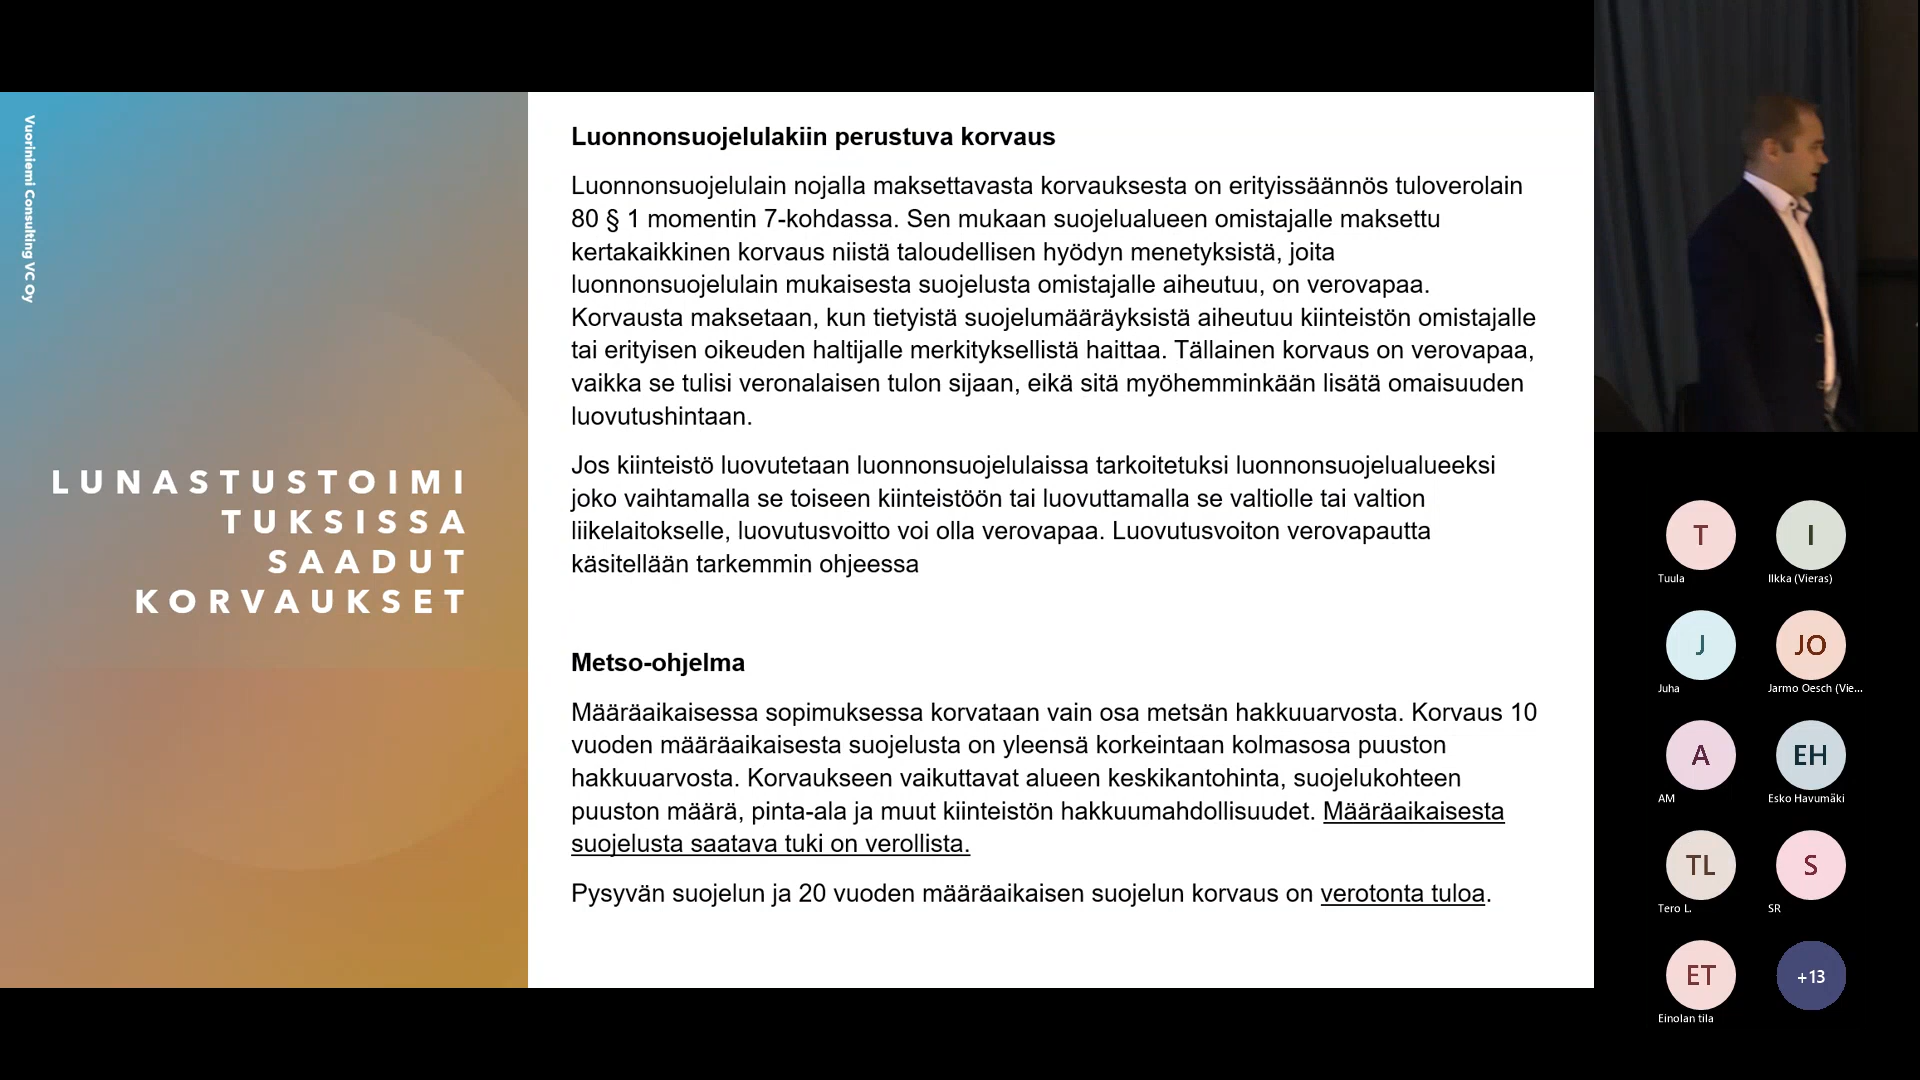 Vuoriniemi Consulting VC Oy
LUNASTUSTOIMI
TUKSISSA
SAADUT
KORVAUKSET
Luonnonsuojelulakiin perustuva korvaus
Luonnonsuojelulain nojalla maksettavasta korvauksesta on erityissäännös tuloverolain
80 § 1 momentin 7-kohdassa. Sen mukaan suojelualueen omistajalle maksettu
kertakaikkinen korvaus niistä taloudellisen hyödyn menetyksistä, joita
luonnonsuojelulain mukaisesta suojelusta omistajalle aiheutuu, on verovapaa.
Korvausta maksetaan, kun tietyistä suojelumääräyksistä aiheutuu kiinteistön omistajalle
tai erityisen oikeuden haltijalle merkityksellistä haittaa. Tällainen korvaus on verovapaa,
vaikka se tulisi veronalaisen tulon sijaan, eikä sitä myöhemminkään lisätä omaisuuden
luovutushintaan.
Jos kiinteistö luovutetaan luonnonsuojelulaissa tarkoitetuksi luonnonsuojelualueeksi
joko vaihtamalla se toiseen kiinteistöön tai luovuttamalla se valtiolle tai valtion
liikelaitokselle, luovutusvoitto voi olla verovapaa. Luovutusvoiton verovapautta
käsitellään tarkemmin ohjeessa
Metso-ohjelma
Määräaikaisessa sopimuksessa korvataan vain osa metsän hakkuuarvosta. Korvaus 10
vuoden määräaikaisesta suojelusta on yleensä korkeintaan kolmasosa puuston
hakkuuarvosta. Korvaukseen vaikuttavat alueen keskikantohinta, suojelukohteen
puuston määrä, pinta-ala ja muut kiinteistön hakkuumahdollisuudet. Määräaikaisesta
suojelusta saatava tuki on verollista.
Pysyvän suojelun ja 20 vuoden määräaikaisen suojelun korvaus on verotonta tuloa.
T
Tuula
I
Ilkka (Vieras)
J
Juha
JO
Jarmo Oesch (Vie...
A
AM
EH
Esko Havumäki
TL
Tero L.
S
SR
ET
Einolan tila
+13